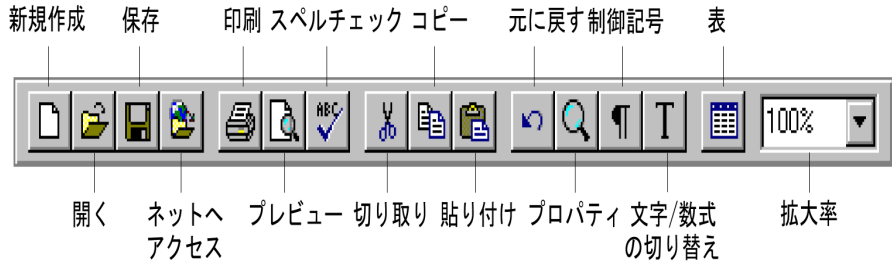 新規作成 保存 印刷 スペルチェック コピー 元に戻す 制御記号 表
ABC T 100%
開く ネットへ プレビュー 切り取り 貼り付け プロパティ 文字/数式 拡大率
アクセス の切り替え